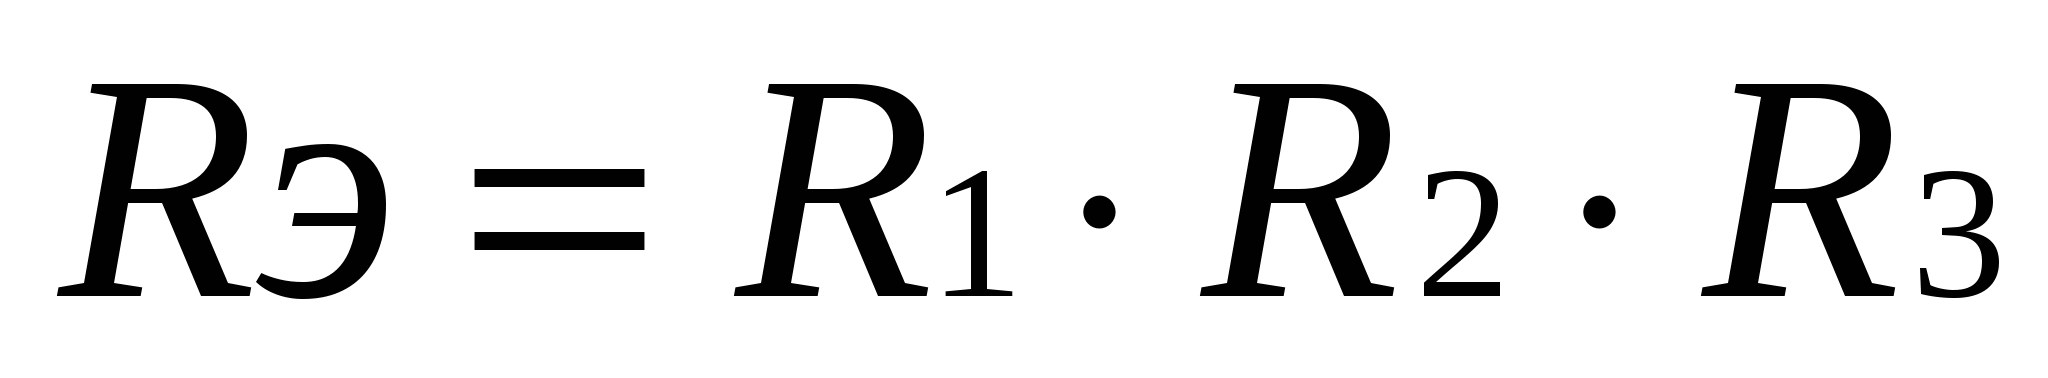 Rэ = R₁ · R₂ · R₃